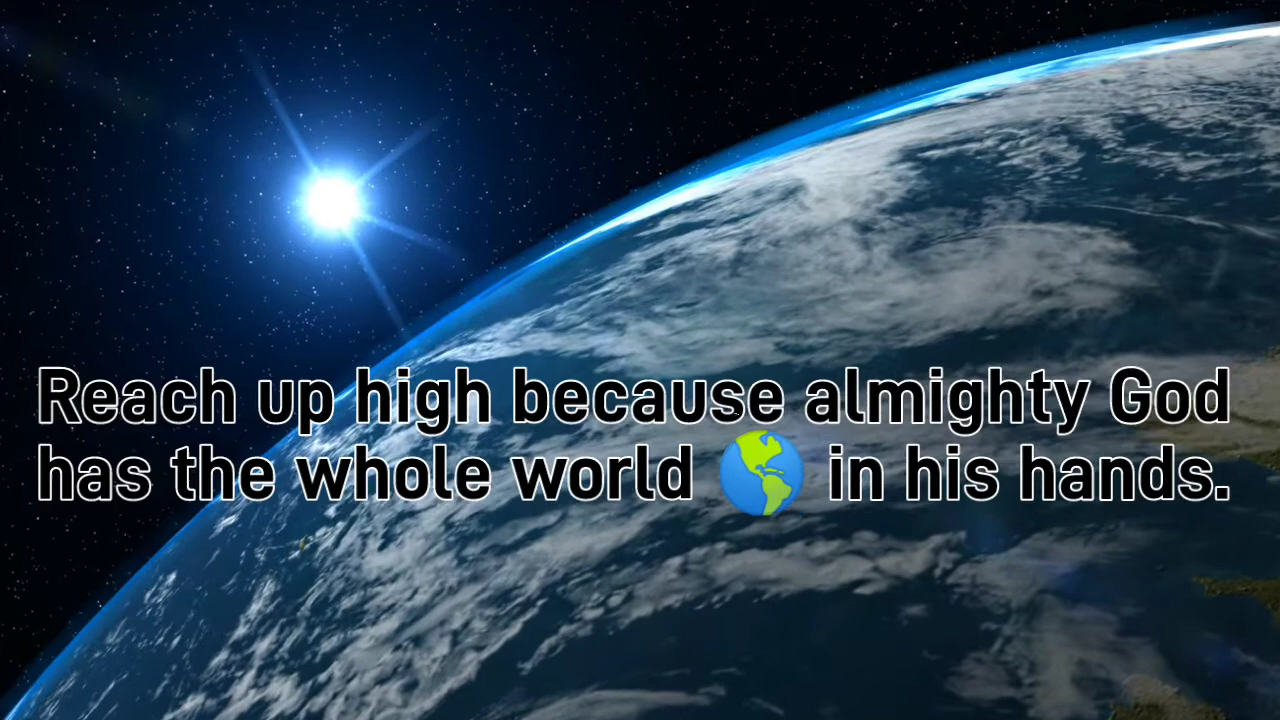 Reach up high because almighty God
has the whole world 🌎 in his hands.